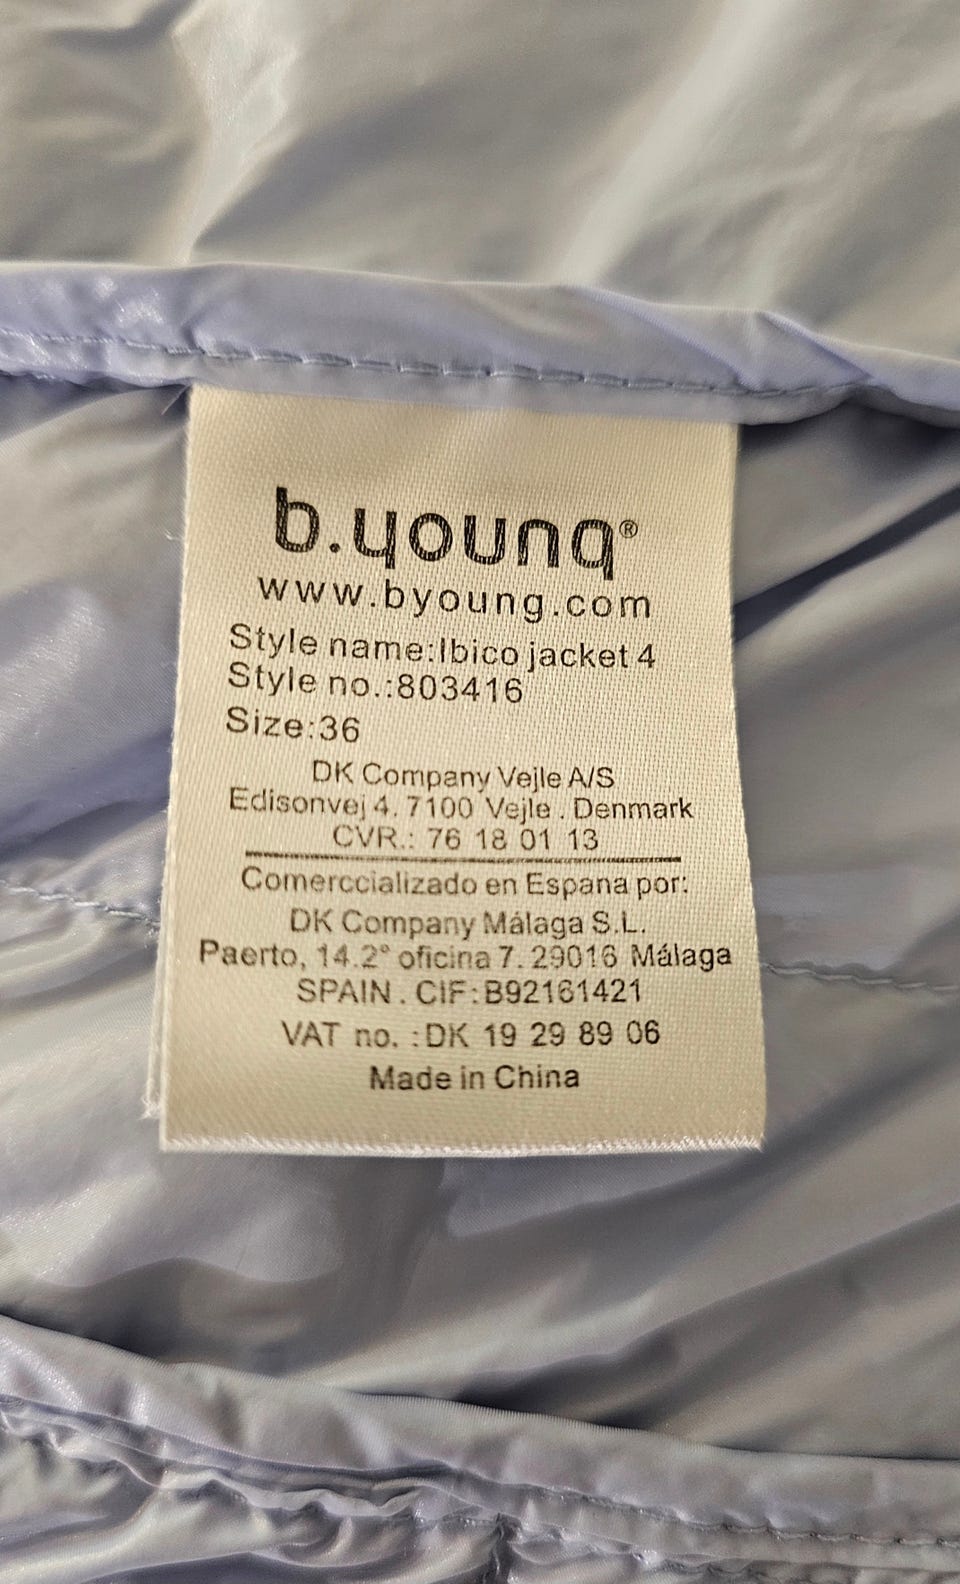 b.young®
www.byoung.com
Style name:Ibico jacket 4
Style no.:803416
Size:36
DK Company Vejle A/S
Edisonvej 4. 7100 Vejle . Denmark
CVR.: 76 18 01 13
Comerccializado en Espana por:
DK Company Málaga S.L.
Paerto, 14.2° oficina 7. 29016 Málaga
SPAIN . CIF:B92161421
VAT no. :DK 19 29 89 06
Made in China